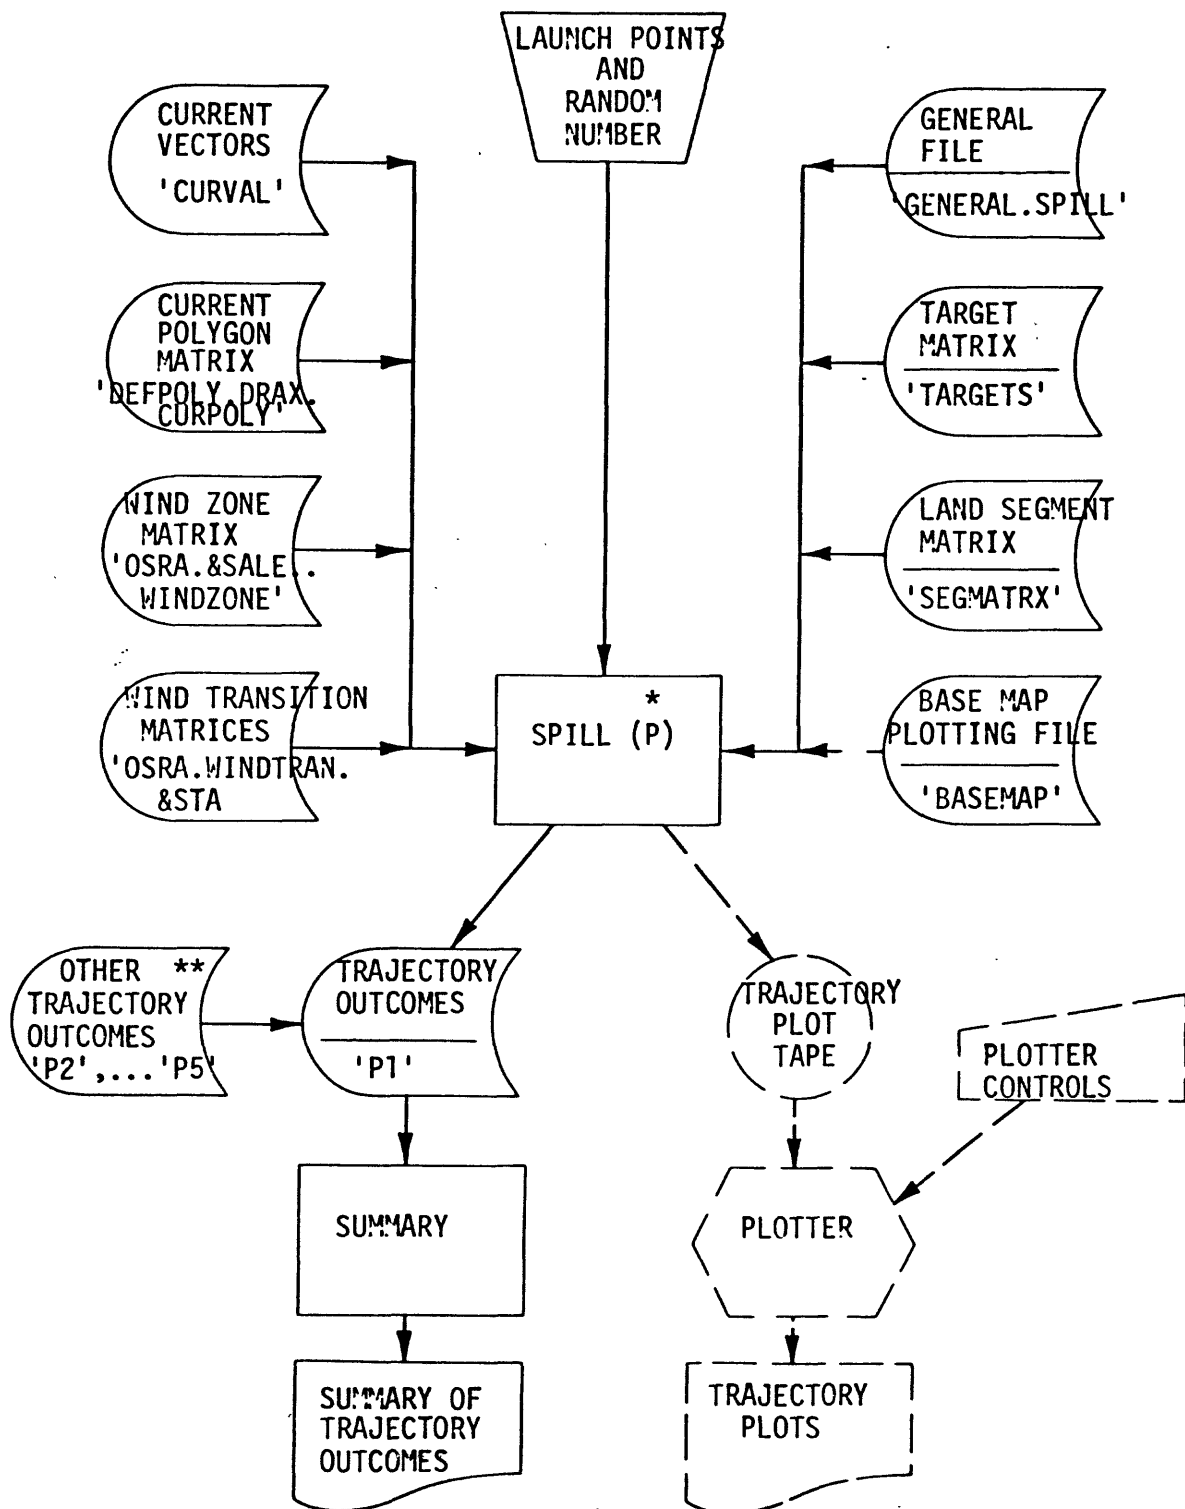 LAUNCH POINTS
AND
RANDOM
NUMBER
CURRENT
VECTORS
'CURVAL'
GENERAL
FILE
'GENERAL.SPILL'
CURRENT
POLYGON
MATRIX
'DEFPOLY.DRAX.
CURPOLY'
TARGET
MATRIX
'TARGETS'
WIND ZONE
MATRIX
'OSRA.&SALE..
WINDZONE'
LAND SEGMENT
MATRIX
'SEGMATRX'
WIND TRANSITION
MATRICES
'OSRA.WINDTRAN.
&STA
*
SPILL (P)
BASE MAP
PLOTTING FILE
'BASEMAP'
OTHER **
TRAJECTORY
OUTCOMES
'P2',...'P5'
TRAJECTORY
OUTCOMES
'P1'
TRAJECTORY
PLOT
TAPE
PLOTTER
CONTROLS
SUMMARY
PLOTTER
SUMMARY OF
TRAJECTORY
OUTCOMES
TRAJECTORY
PLOTS